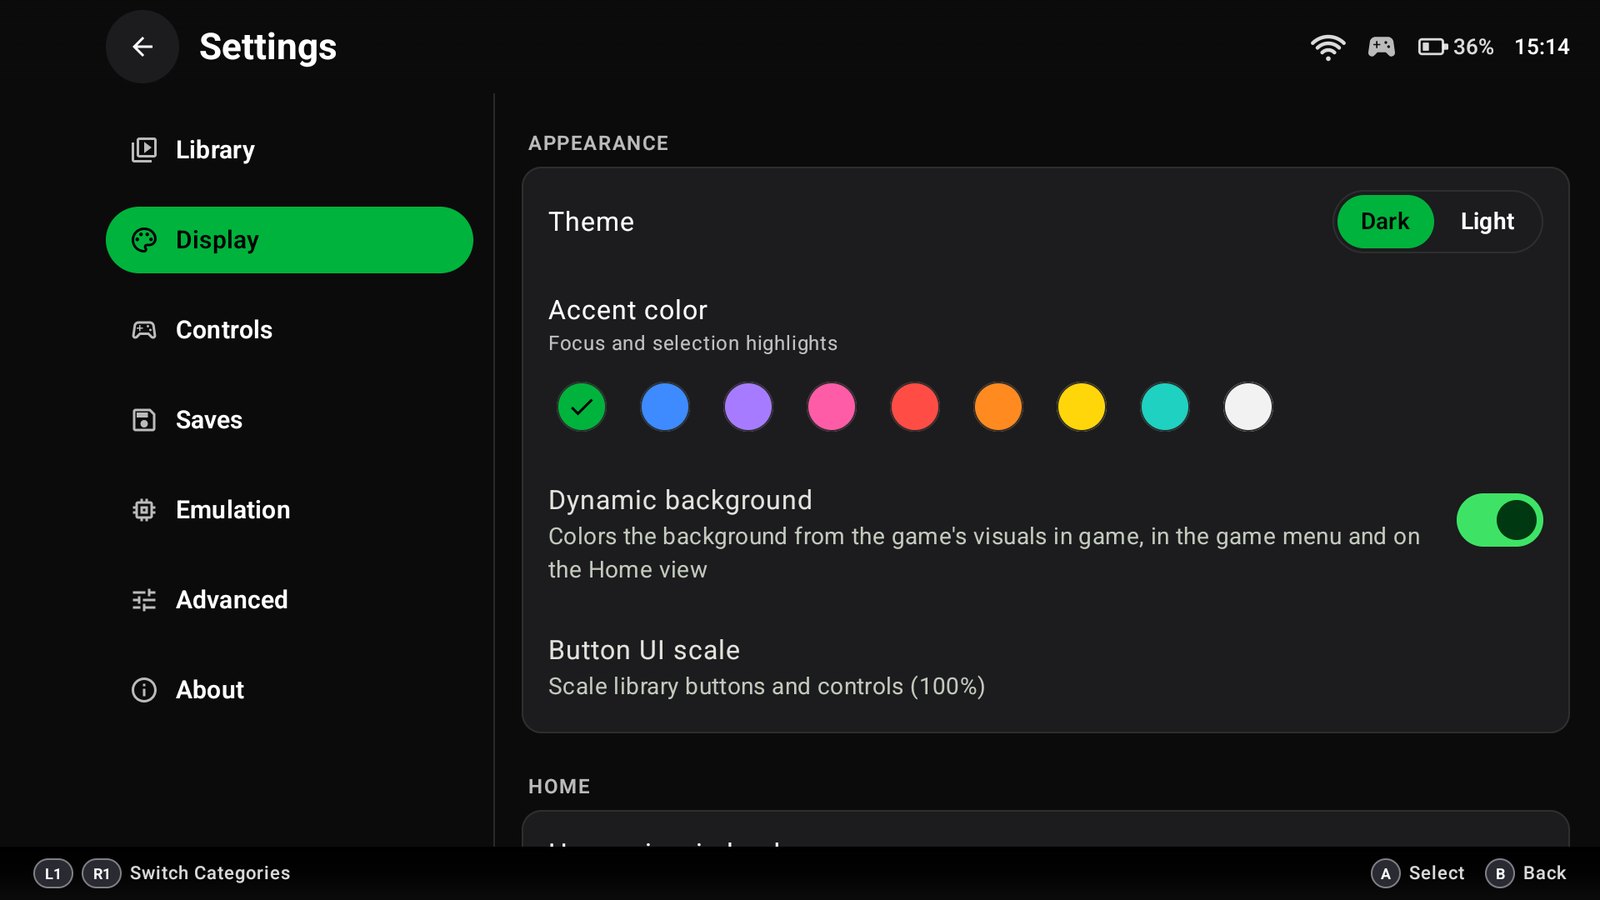 Settings
36%
15:14
Library
Display
Controls
Saves
Emulation
Advanced
About
APPEARANCE
Theme
Dark
Light
Accent color
Focus and selection highlights
Dynamic background
Colors the background from the game's visuals in game, in the game menu and on
the Home view
Button UI scale
Scale library buttons and controls (100%)
HOME
L1
R1
Switch Categories
A
Select
B
Back